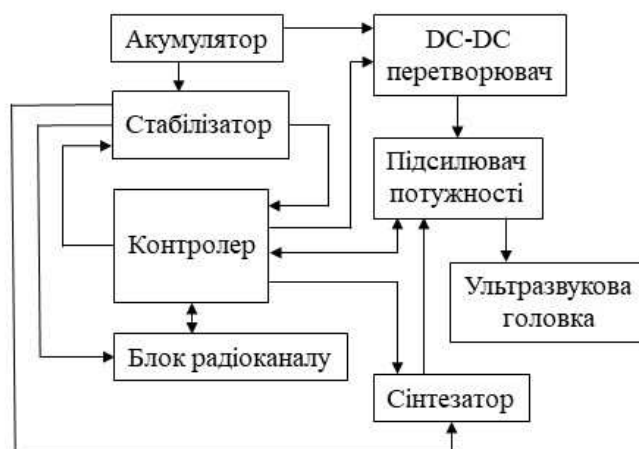 Акумулятор
DC-DC
перетворювач
Стабілізатор
Підсилювач
потужності
Контролер
Ультразвукова
головка
Блок радіоканалу
Сінтезатор